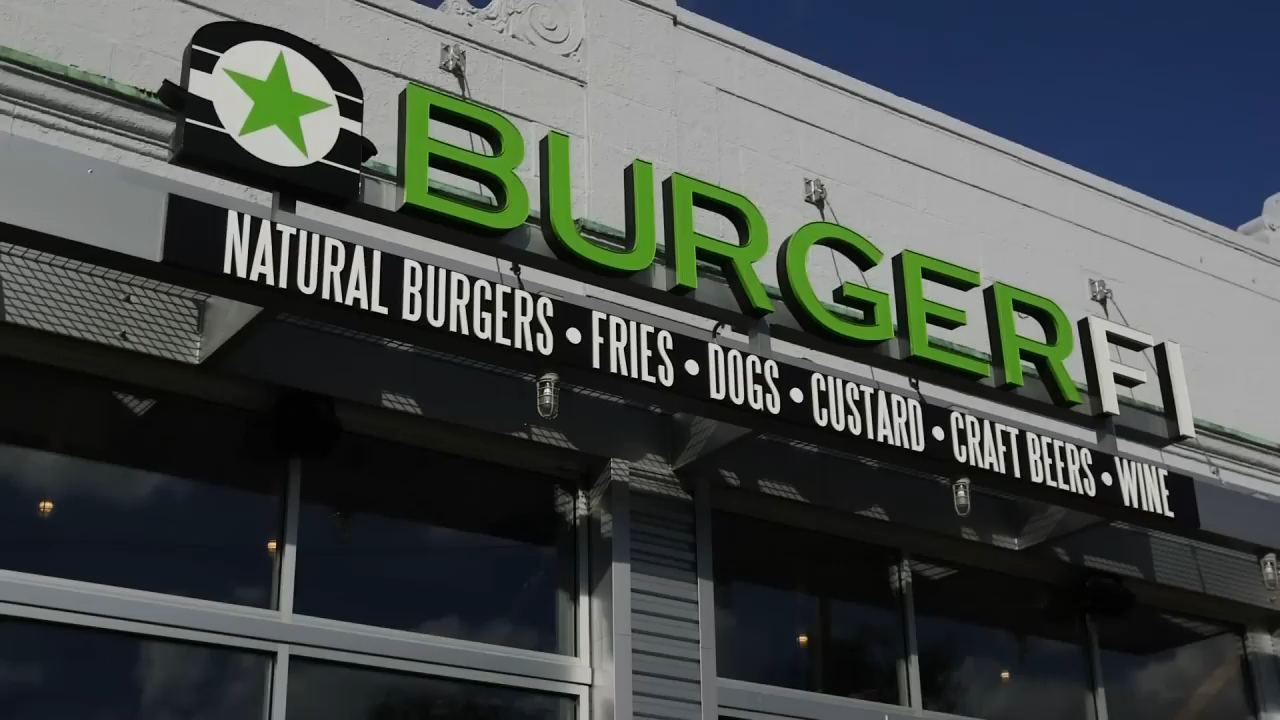 BURGERFI
NATURAL BURGERS • FRIES • DOGS • CUSTARD • CRAFT BEERS • WINE